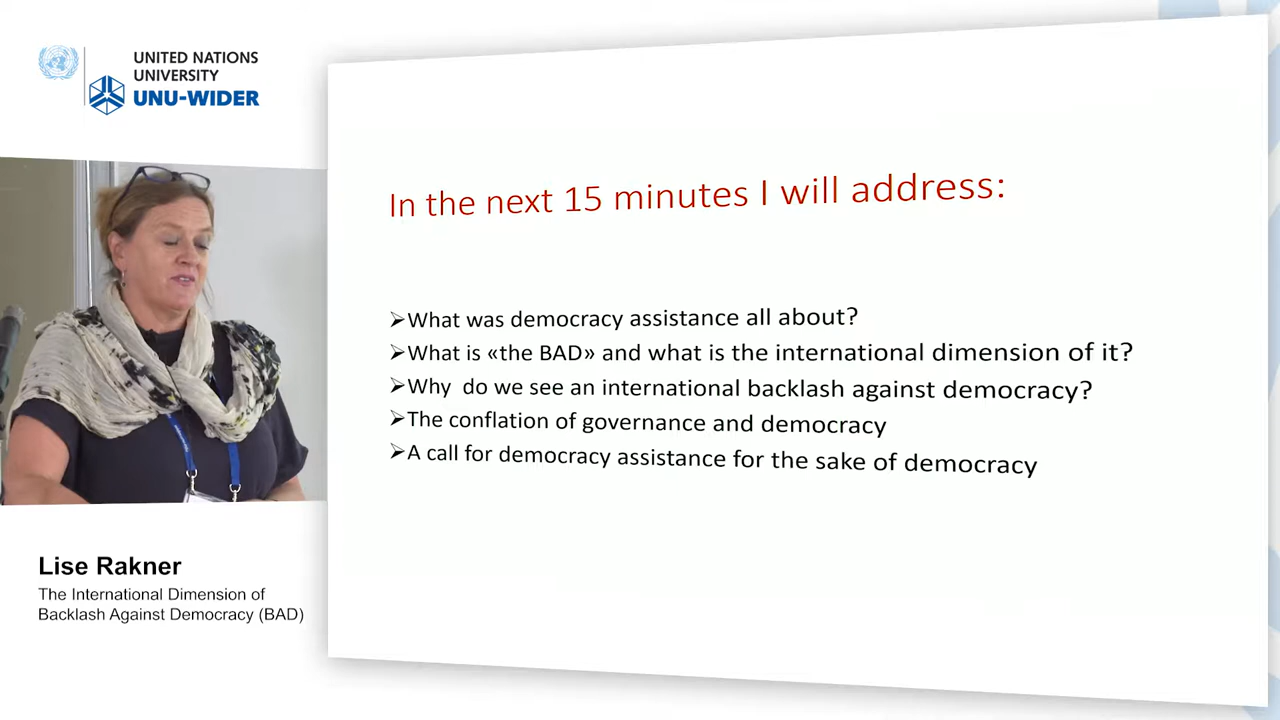 UNITED NATIONS
UNIVERSITY
UNU-WIDER
In the next 15 minutes I will address:
➢What was democracy assistance all about?
➢What is «the BAD» and what is the international dimension of it?
➢Why do we see an international backlash against democracy?
➢The conflation of governance and democracy
➢A call for democracy assistance for the sake of democracy
Lise Rakner
The International Dimension of
Backlash Against Democracy (BAD)